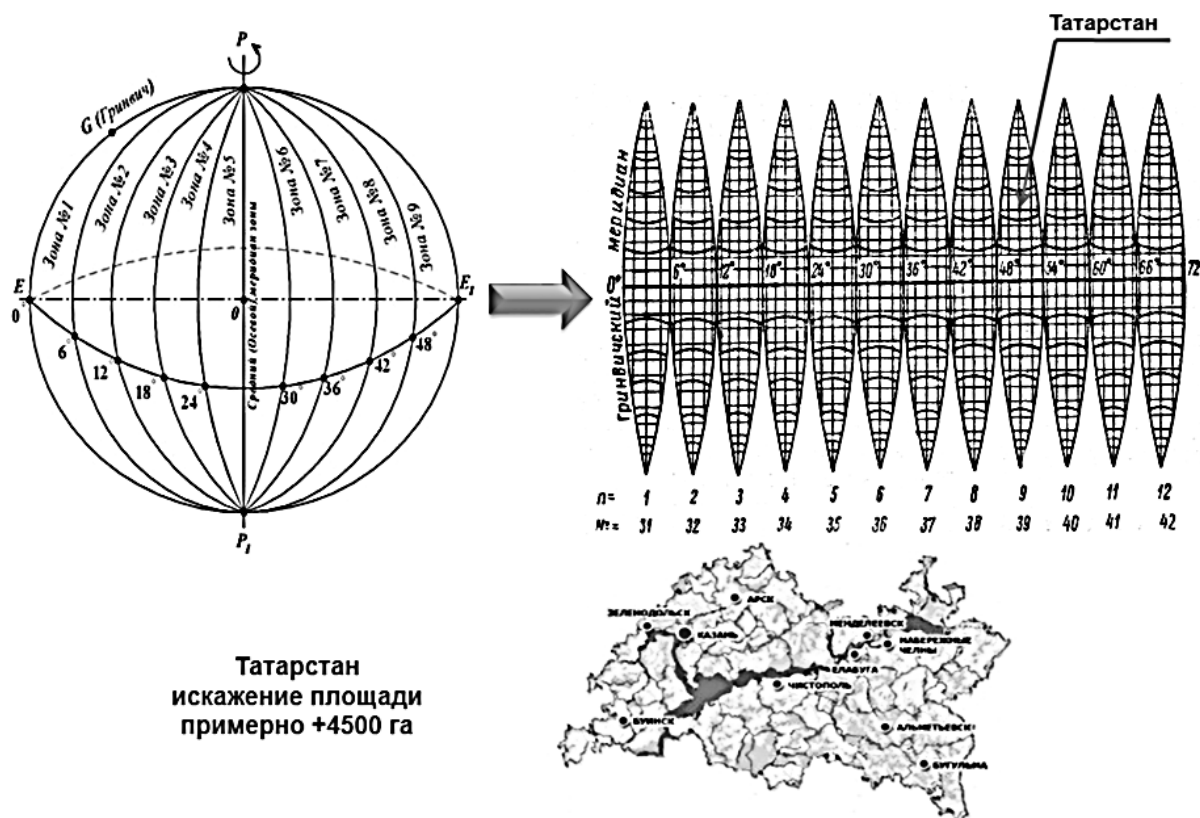 Татарстан
P
G (Гринвич)
Зона №1
Зона №2
Зона №3
Зона №4
Зона №5
Зона №6
Зона №7
Зона №8
Зона №9
Средний (Осевой) меридиан зоны
E
E₁
0°
0
6°
12°
18°
24°
30°
36°
42°
48°
P₁
гринвичский меридиан
0° 6° 12° 18° 24° 30° 36° 42° 48° 54° 60° 66° 72
n= 1 2 3 4 5 6 7 8 9 10 11 12
№= 31 32 33 34 35 36 37 38 39 40 41 42
Татарстан
искажение площади
примерно +4500 га
АРСК
ЗЕЛЕНОДОЛЬСК
КАЗАНЬ
МЕНДЕЛЕЕВСК
НАБЕРЕЖНЫЕ
ЧЕЛНЫ
ЕЛАБУГА
ЧИСТОПОЛЬ
БУИНСК
АЛЬМЕТЬЕВСК
БУГУЛЬМА